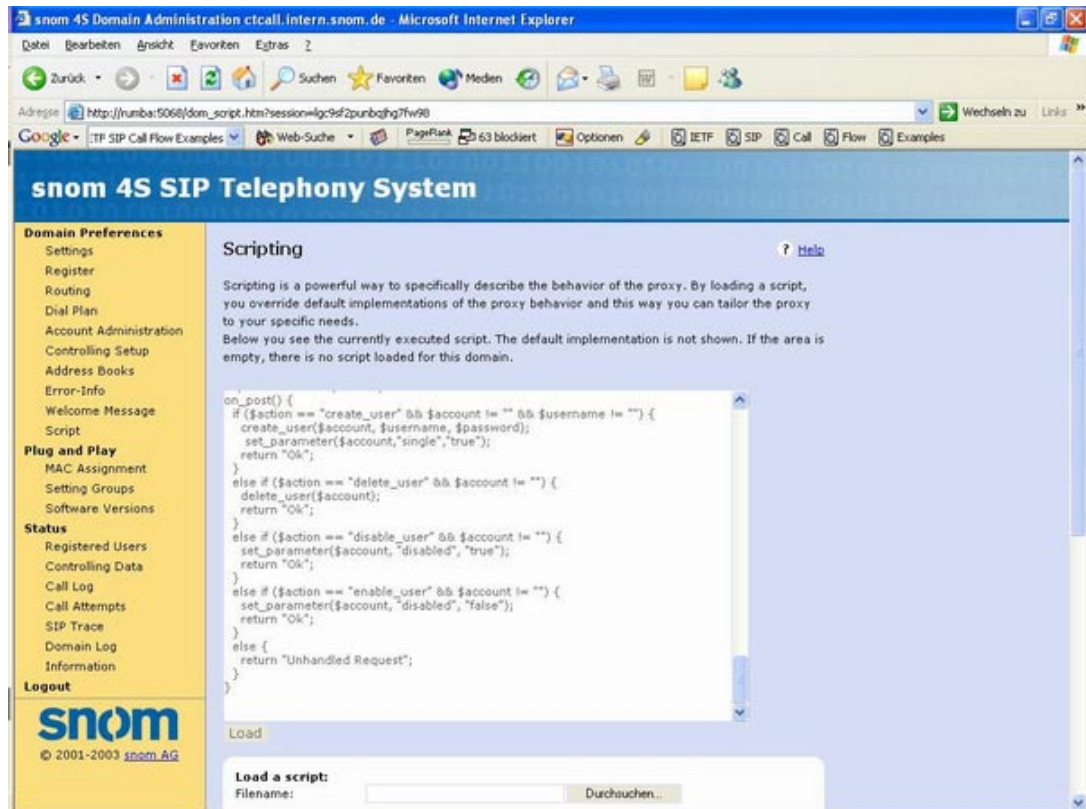 snom 4S Domain Administration ctcall.intern.snom.de - Microsoft Internet Explorer
Datei Bearbeiten Ansicht Favoriten Extras ?
Zurück Suchen Favoriten Medien
Adresse http://rumba:5068/dom_script.htm?session=lgc9sf2punbqjhg7fw98 Wechseln zu Links »
Google TF SIP Call Flow Examples Web-Suche PageRank 63 blockiert Optionen IETF SIP Call Flow Examples
snom 4S SIP Telephony System
Domain Preferences
Settings
Register
Routing
Dial Plan
Account Administration
Controlling Setup
Address Books
Error-Info
Welcome Message
Script
Plug and Play
MAC Assignment
Setting Groups
Software Versions
Status
Registered Users
Controlling Data
Call Log
Call Attempts
SIP Trace
Domain Log
Information
Logout
snom
© 2001-2003 snom AG
Scripting
? Help
Scripting is a powerful way to specifically describe the behavior of the proxy. By loading a script,
you override default implementations of the proxy behavior and this way you can tailor the proxy
to your specific needs.
Below you see the currently executed script. The default implementation is not shown. If the area is
empty, there is no script loaded for this domain.
on_post() {
if ($action == "create_user" && $account != "" && $username != "") {
create_user($account, $username, $password);
set_parameter($account,"single","true");
return "Ok";
}
else if ($action == "delete_user" && $account != "") {
delete_user($account);
return "Ok";
}
else if ($action == "disable_user" && $account != "") {
set_parameter($account, "disabled", "true");
return "Ok";
}
else if ($action == "enable_user" && $account != "") {
set_parameter($account, "disabled", "false");
return "Ok";
}
else {
return "Unhandled Request";
}
}
Load
Load a script:
Filename: Durchsuchen...